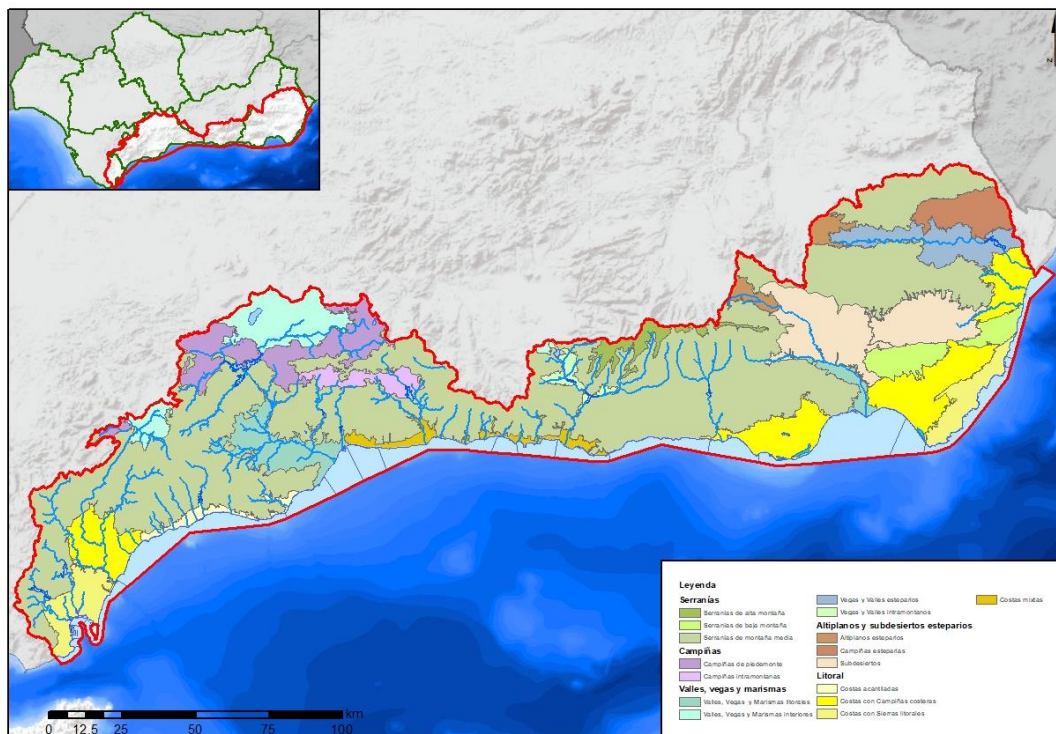 N
Leyenda
Serranías
Serranías de alta montaña
Serranías de baja montaña
Serranías de montaña media
Campiñas
Campiñas de piedemonte
Campiñas intramontanas
Valles, vegas y marismas
Valles, Vegas y Marismas litorales
Valles, Vegas y Marismas interiores
Vegas y Valles esteparios
Vegas y Valles intramontanos
Altiplanos y subdesiertos esteparios
Altiplanos esteparios
Campiñas esteparias
Subdesiertos
Litoral
Costas acantiladas
Costas con Campiñas costeras
Costas con Sierras litorales
Costas mixtas
km
0 12.5 25 50 75 100